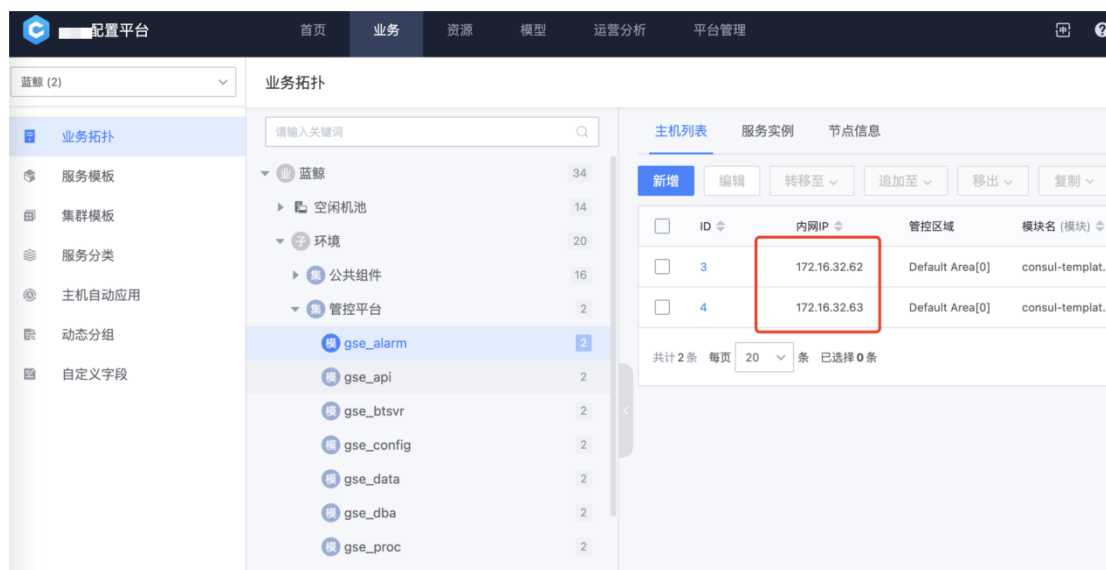 配置平台 首页 业务 资源 模型 运营分析 平台管理
蓝鲸 (2)
业务拓扑
服务模板
集群模板
服务分类
主机自动应用
动态分组
自定义字段
业务拓扑
请输入关键词
业 蓝鲸 34
空闲机池 14
子 环境 20
集 公共组件 16
集 管控平台 2
模 gse_alarm 2
模 gse_api 2
模 gse_btsvr 2
模 gse_config 2
模 gse_data 2
模 gse_dba 2
模 gse_proc 2
主机列表 服务实例 节点信息
新增 编辑 转移至 追加至 移出 复制
ID 内网IP 管控区域 模块名 (模块)
3 172.16.32.62 Default Area[0] consul-templat.
4 172.16.32.63 Default Area[0] consul-templat.
共计2条 每页 20 条 已选择0条